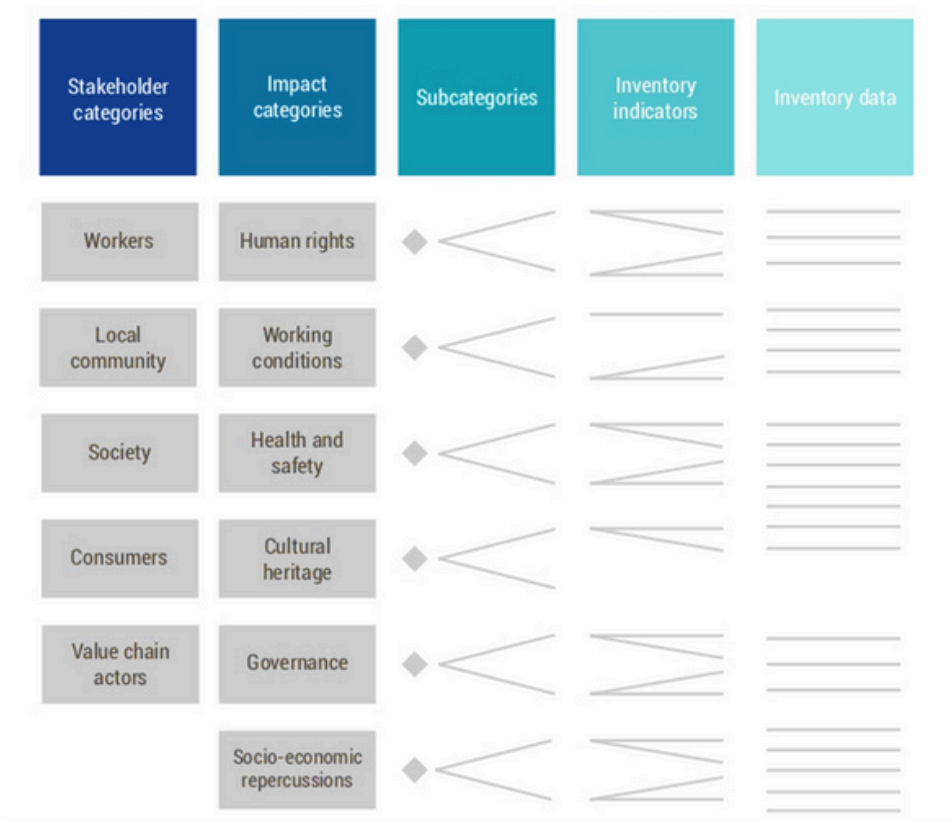 Stakeholder
categories
Impact
categories
Subcategories
Inventory
indicators
Inventory data
Workers
Human rights
Local
community
Working
conditions
Society
Health and
safety
Consumers
Cultural
heritage
Value chain
actors
Governance
Socio-economic
repercussions